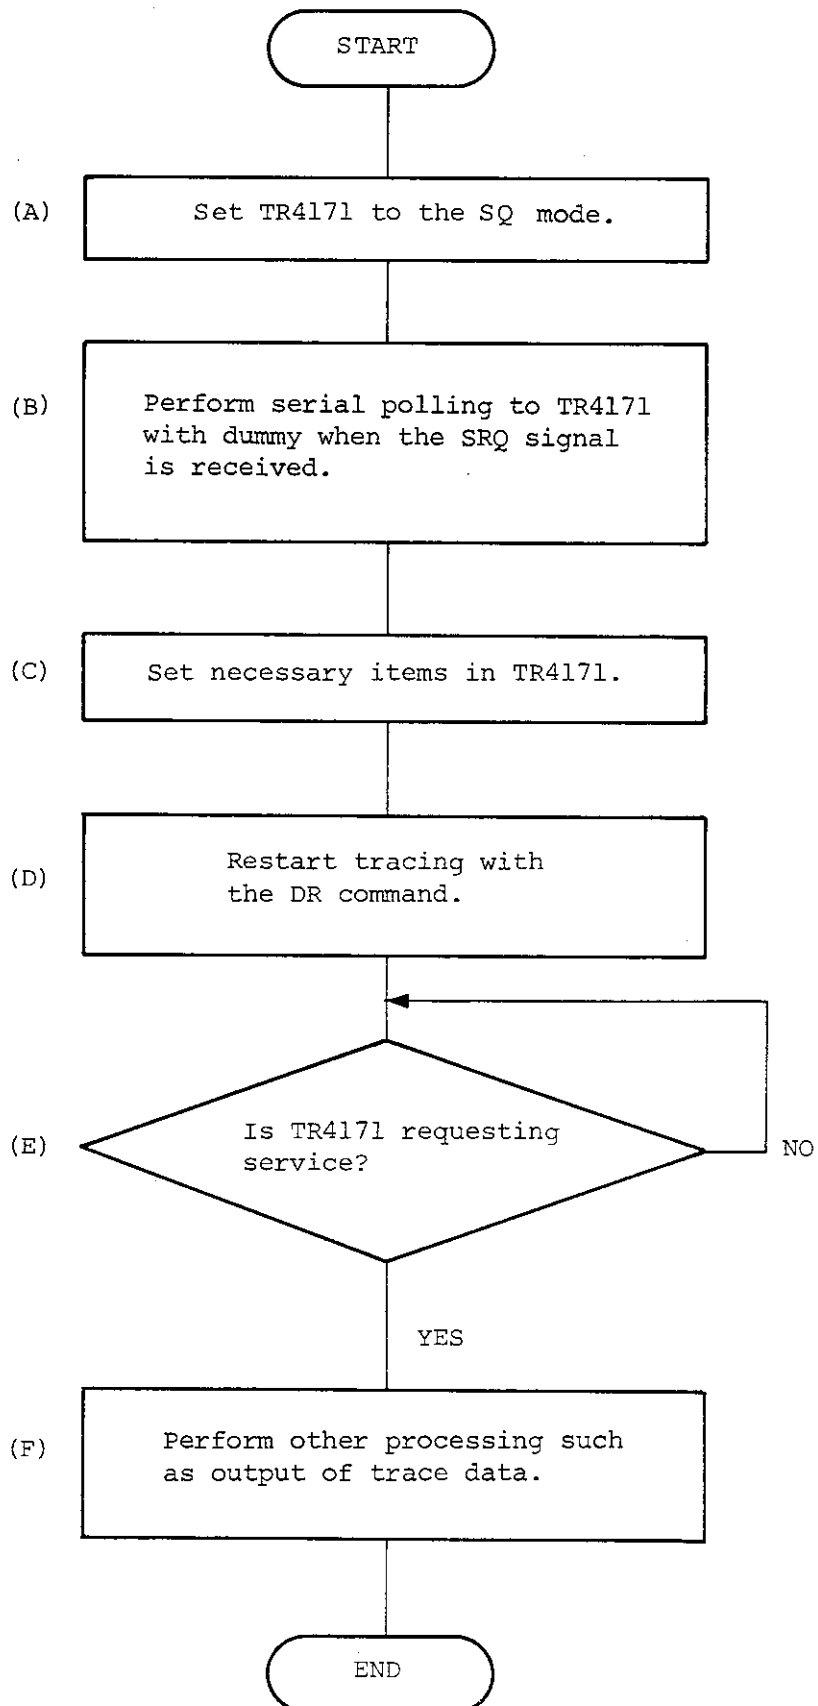 START
(A)
Set TR4171 to the SQ mode.
(B)
Perform serial polling to TR4171
with dummy when the SRQ signal
is received.
(C)
Set necessary items in TR4171.
(D)
Restart tracing with
the DR command.
(E)
Is TR4171 requesting
service?
NO
YES
(F)
Perform other processing such
as output of trace data.
END